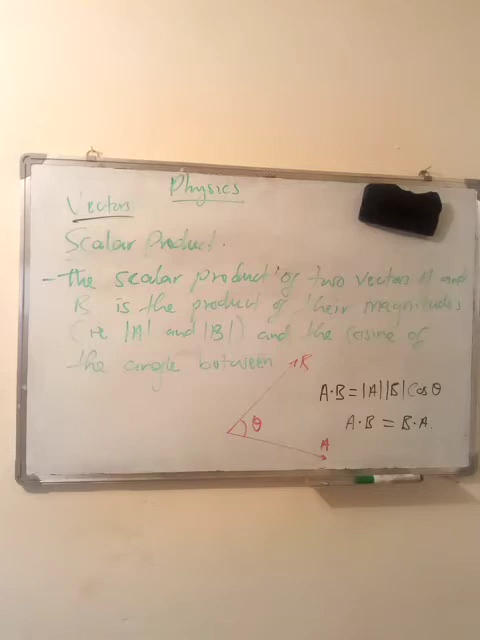 Physics
Vectors
Scalar Product.
- The scalar product of two vectors A and
B is the product of their magnitudes
(i.e |A| and |B|) and the cosine of
the angle between
B
A·B = |A||B| Cos θ
A·B = B·A.
θ
A